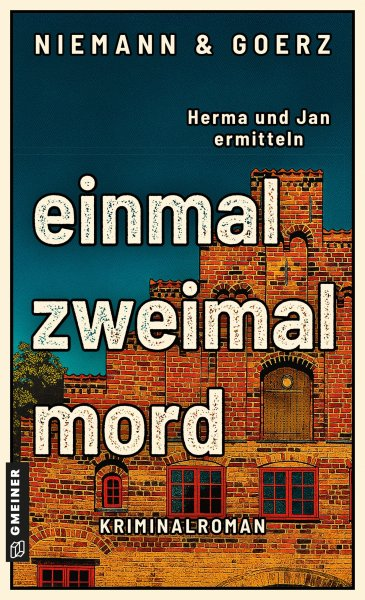 NIEMANN & GOERZ
Herma und Jan
ermitteln
einmal
zweimal
mord
KRIMINALROMAN
GMEINER